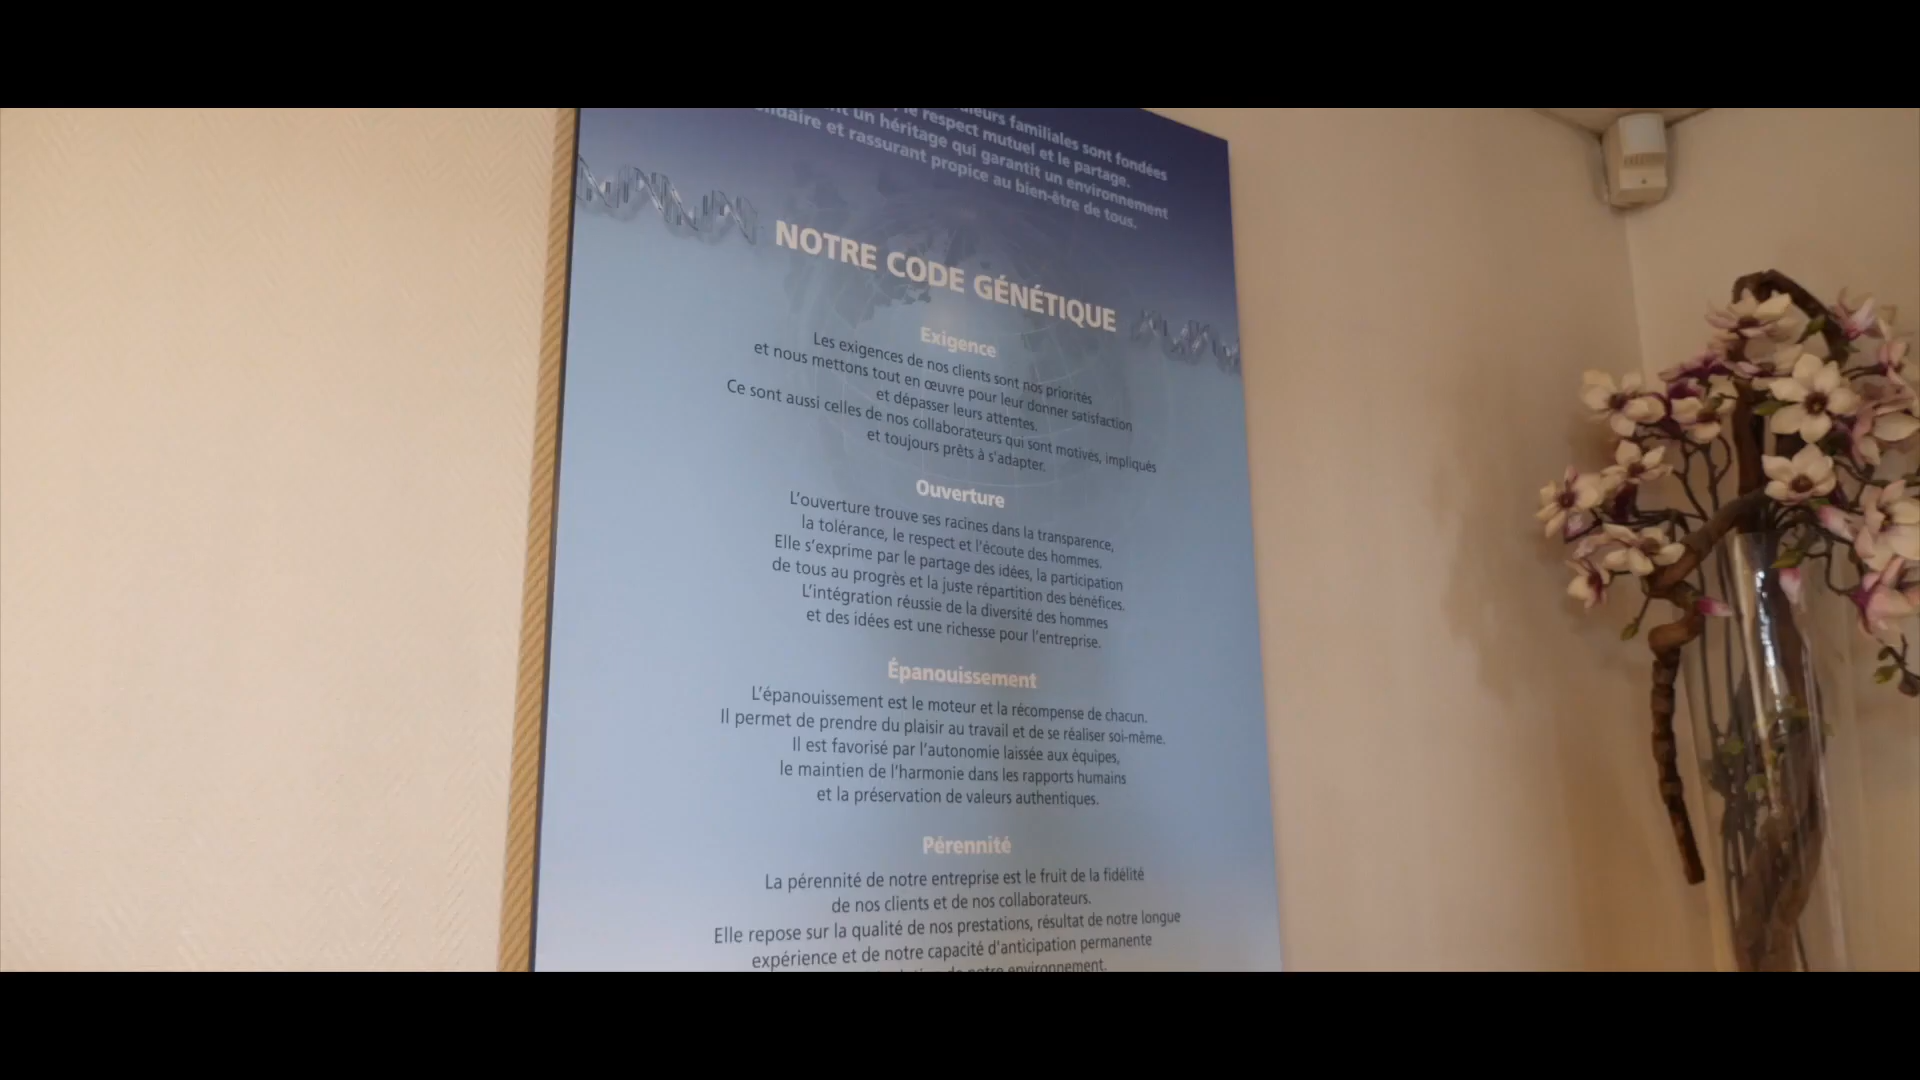 valeurs familiales sont fondées
le respect mutuel et le partage.
un héritage qui garantit un environnement
et rassurant propice au bien-être de tous.
NOTRE CODE GÉNÉTIQUE
Exigence
Les exigences de nos clients sont nos priorités
et nous mettons tout en œuvre pour leur donner satisfaction
et dépasser leurs attentes.
Ce sont aussi celles de nos collaborateurs qui sont motivés, impliqués
et toujours prêts à s'adapter.
Ouverture
L'ouverture trouve ses racines dans la transparence,
la tolérance, le respect et l'écoute des hommes.
Elle s'exprime par le partage des idées, la participation
de tous au progrès et la juste répartition des bénéfices.
L'intégration réussie de la diversité des hommes
et des idées est une richesse pour l'entreprise.
Épanouissement
L'épanouissement est le moteur et la récompense de chacun.
Il permet de prendre du plaisir au travail et de se réaliser soi-même.
Il est favorisé par l'autonomie laissée aux équipes,
le maintien de l'harmonie dans les rapports humains
et la préservation de valeurs authentiques.
Pérennité
La pérennité de notre entreprise est le fruit de la fidélité
de nos clients et de nos collaborateurs.
Elle repose sur la qualité de nos prestations, résultat de notre longue
expérience et de notre capacité d'anticipation permanente
de notre environnement.